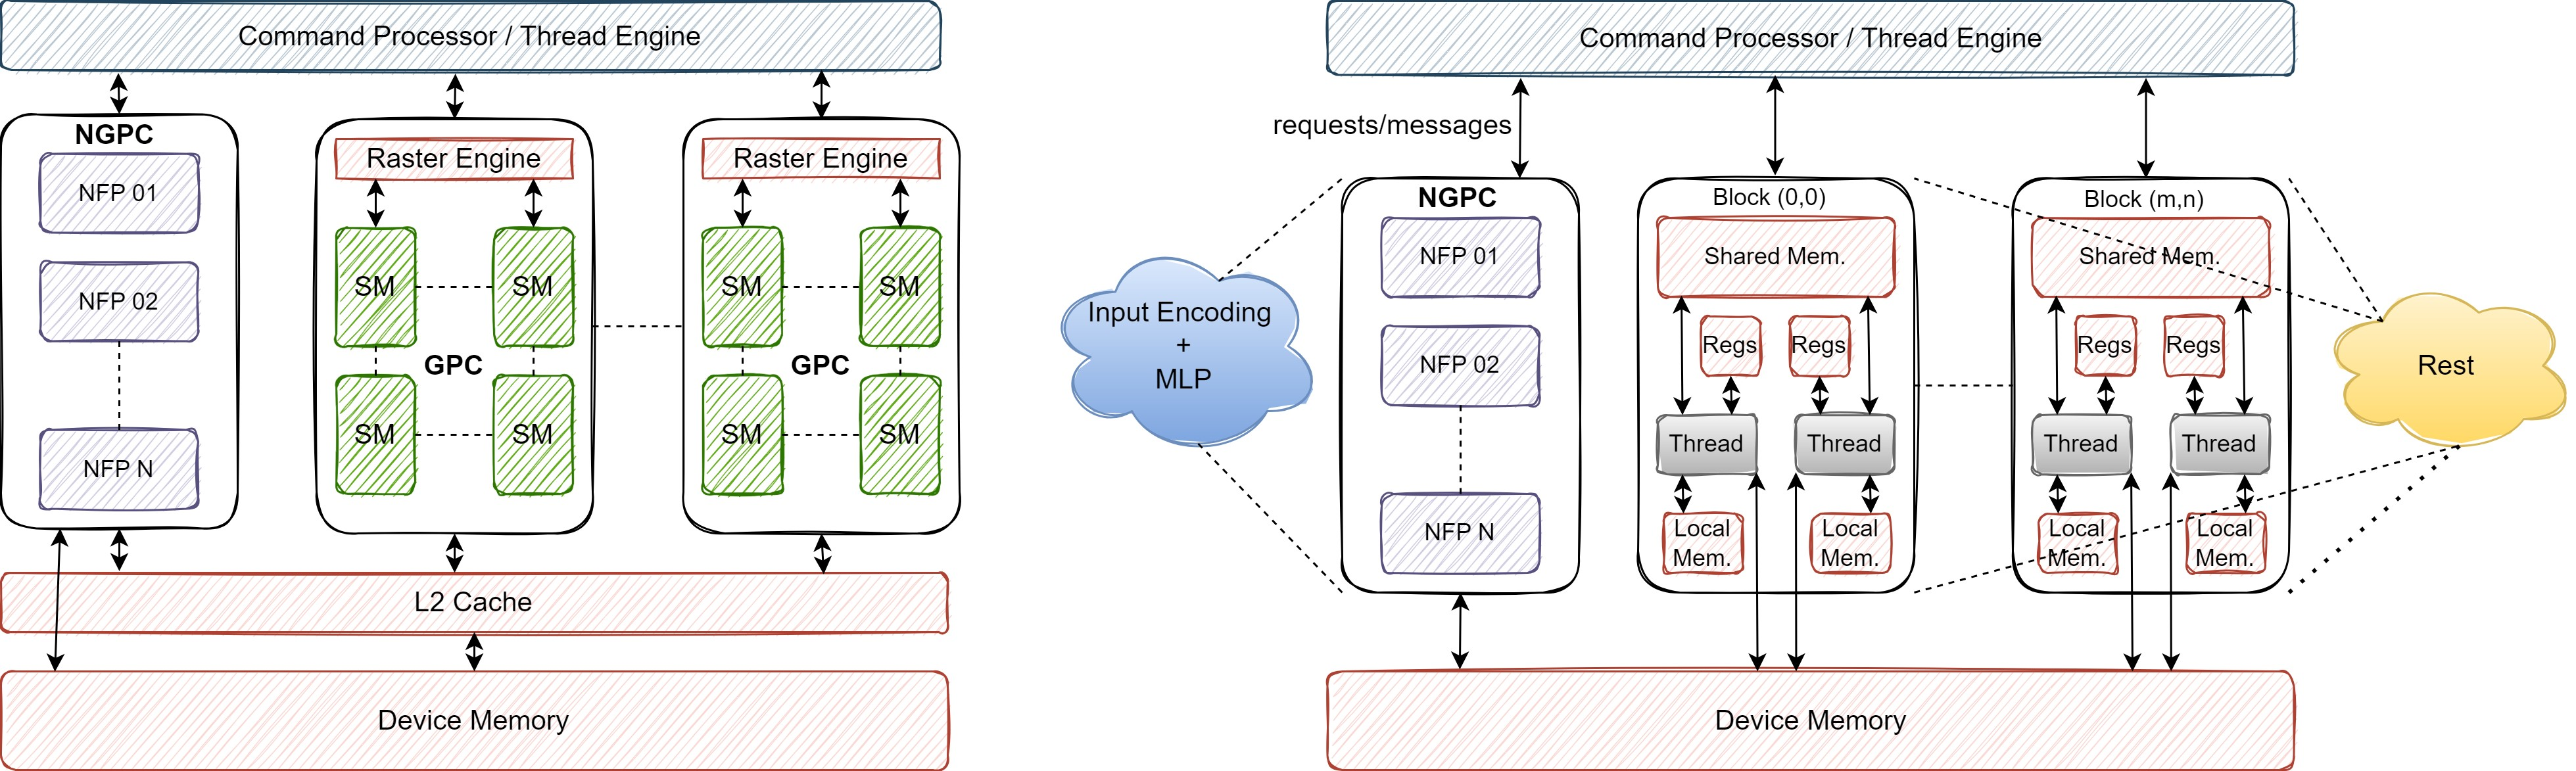 Command Processor / Thread Engine
NGPC
NFP 01
NFP 02
NFP N
Raster Engine
SM
SM
GPC
SM
SM
Raster Engine
SM
SM
GPC
SM
SM
L2 Cache
Device Memory
Command Processor / Thread Engine
requests/messages
Input Encoding
+
MLP
NGPC
NFP 01
NFP 02
NFP N
Block (0,0)
Shared Mem.
Regs
Regs
Thread
Thread
Local
Mem.
Local
Mem.
Block (m,n)
Shared Mem.
Regs
Regs
Thread
Thread
Local
Mem.
Local
Mem.
Rest
Device Memory